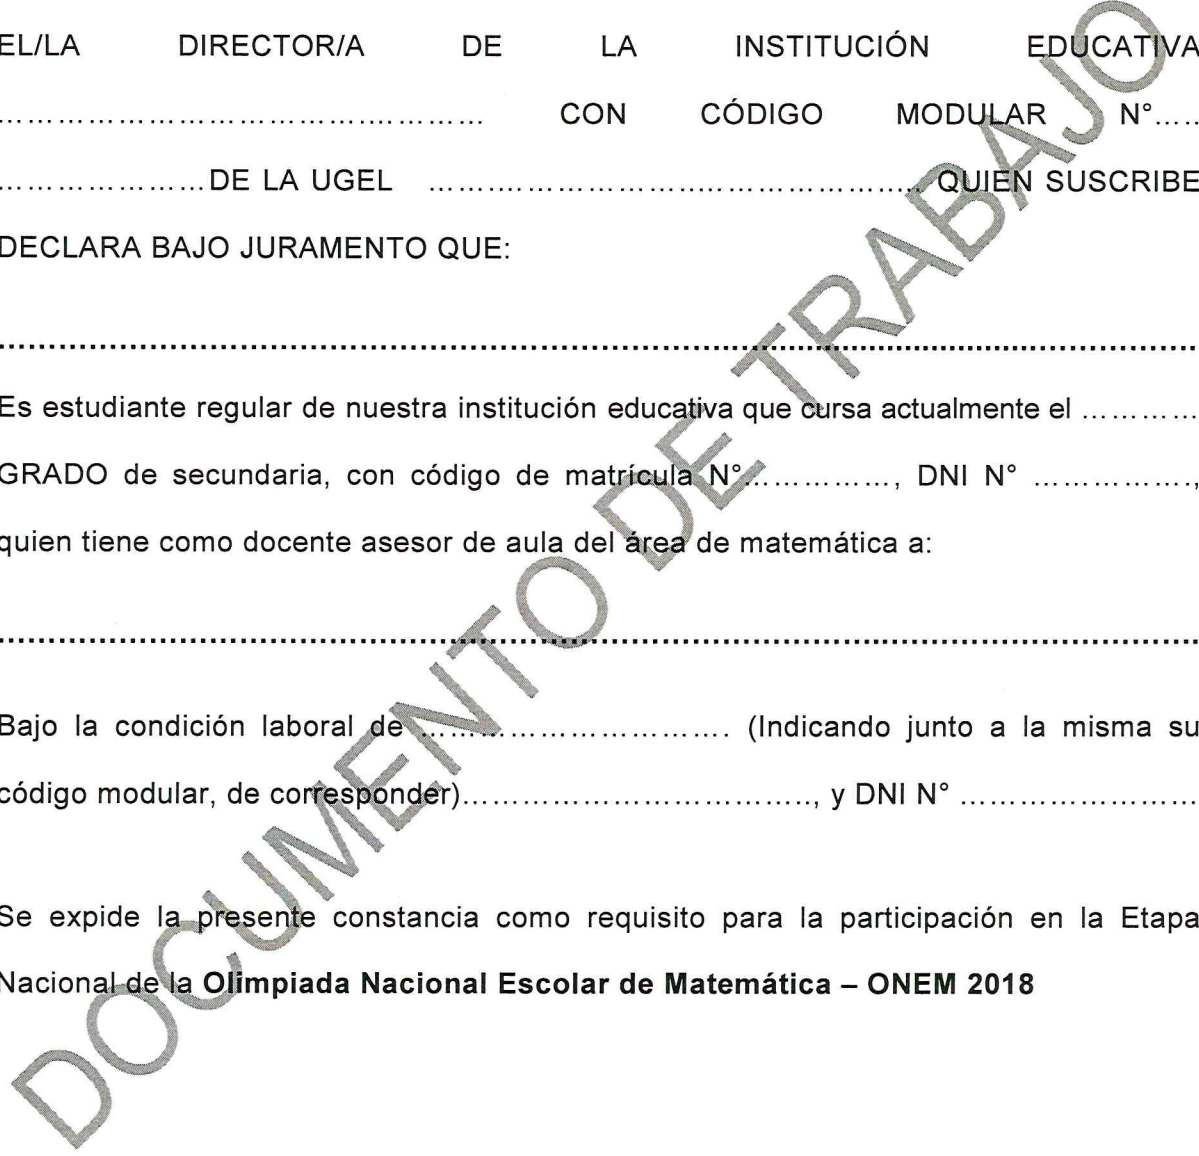 EL/LA DIRECTOR/A DE LA INSTITUCIÓN EDUCATIVA
…………………………………………… CON CÓDIGO MODULAR N°…..
…………………DE LA UGEL …………………………………………….. QUIEN SUSCRIBE
DECLARA BAJO JURAMENTO QUE:
................................................................................................................
Es estudiante regular de nuestra institución educativa que cursa actualmente el …………
GRADO de secundaria, con código de matrícula N°……………, DNI N° …………….,
quien tiene como docente asesor de aula del área de matemática a:
................................................................................................................
Bajo la condición laboral de …………………………. (Indicando junto a la misma su
código modular, de corresponder)…………………………….., y DNI N° ……………………
Se expide la presente constancia como requisito para la participación en la Etapa
Nacional de la Olimpiada Nacional Escolar de Matemática – ONEM 2018
DOCUMENTO DE TRABAJO